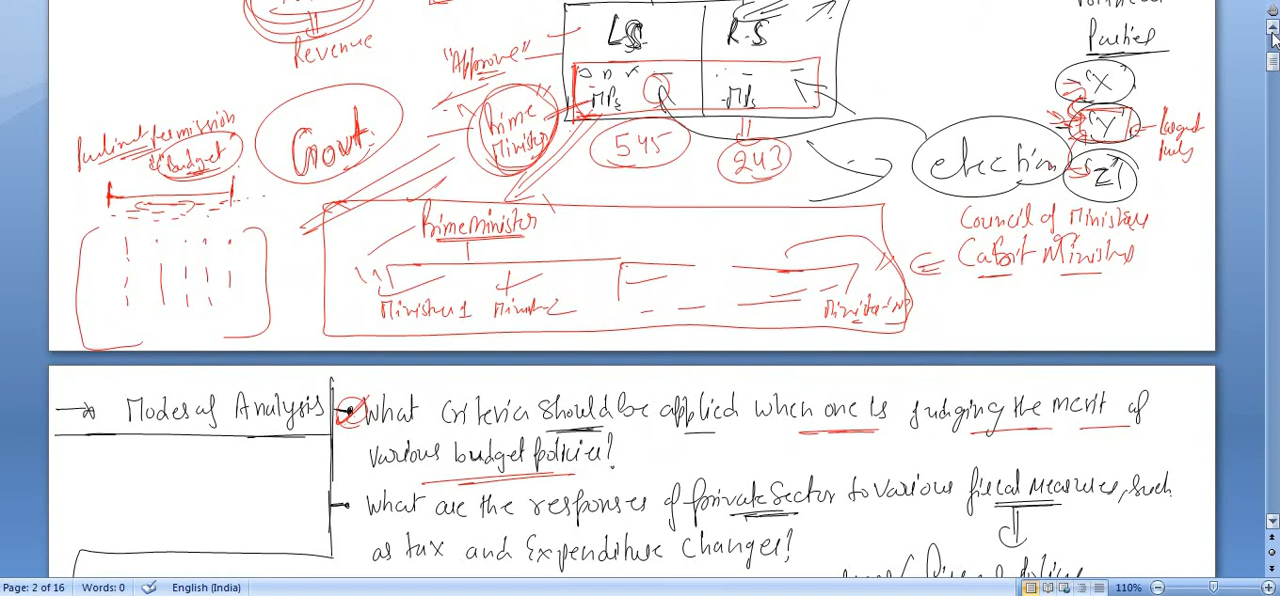 Revenue
"Approve"
LS
R.S
Parties
"X"
MPs
MPs
"Y"
Largest
Party
Parliament permission
Budget
Govt.
Prime
Minister
545
243
election
"Z"
Council of Ministers
Cabinet Ministers
Prime Minister
Minister 1
Minister 2
Minister-n
Modes of Analysis
What criteria should be applied when one is judging the merit of
various budget policies?
What are the responses of private sector to various fiscal measures, such
as tax and Expenditure changes?
Page: 2 of 16
Words: 0
English (India)
110%